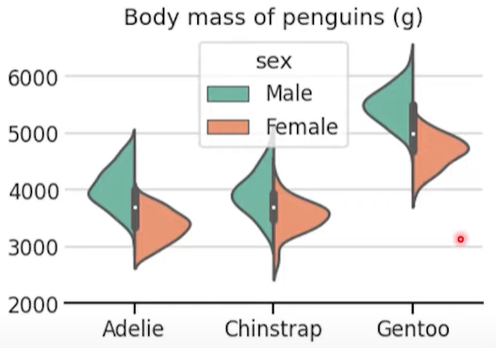 Body mass of penguins (g)
sex
Male
Female
6000
5000
4000
3000
2000
Adelie
Chinstrap
Gentoo